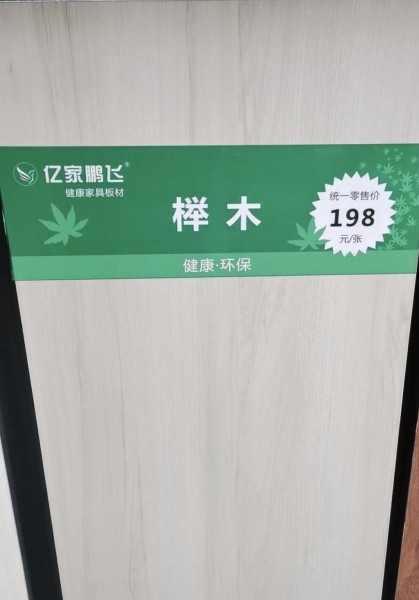 亿家鹏飞®
健康家具板材
榉木
统一零售价
198
元/张
健康·环保